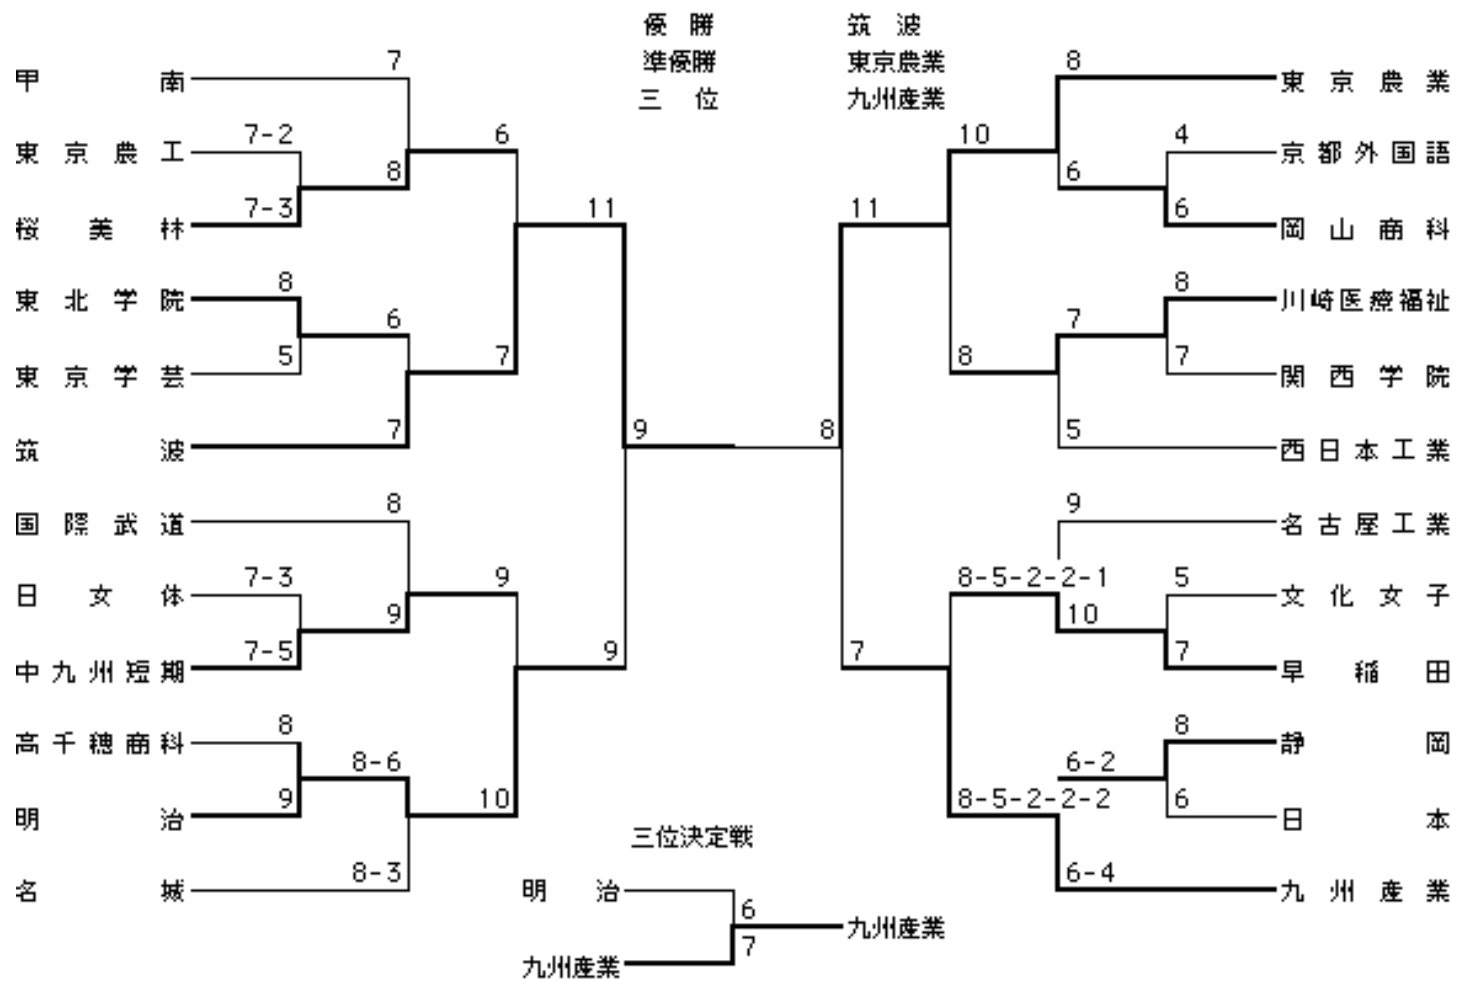 優勝 筑波
準優勝 東京農業
三位 九州産業
甲南 7
東京農工 7-2
8
桜美林 7-3
6
東北学院 8
6
東京学芸 5
7
筑波 7
11
国際武道 8
日女体 7-3
9
中九州短期 7-5
9
高千穂商科 8
8-6
明治 9
10
名城 8-3
9
9
8
8 東京農業
10
4 京都外国語
6
6 岡山商科
11
8 川崎医療福祉
7
7 関西学院
8
5 西日本工業
9 名古屋工業
8-5-2-2-1
5 文化女子
10
7 早稲田
7
8 静岡
6-2
6 日本
8-5-2-2-2
6-4 九州産業
三位決定戦
明治
6
九州産業
7
九州産業